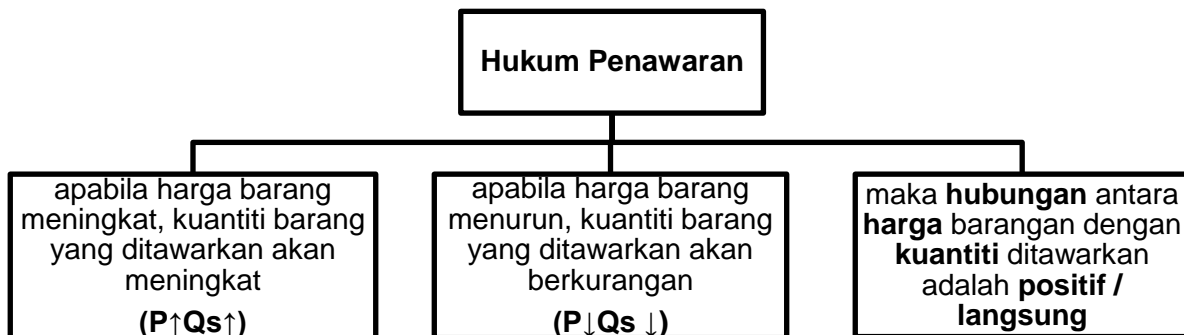 Hukum Penawaran
apabila harga barang
meningkat, kuantiti barang
yang ditawarkan akan
meningkat
(P↑Qs↑)
apabila harga barang
menurun, kuantiti barang
yang ditawarkan akan
berkurangan
(P↓Qs ↓)
maka hubungan antara
harga barangan dengan
kuantiti ditawarkan
adalah positif /
langsung